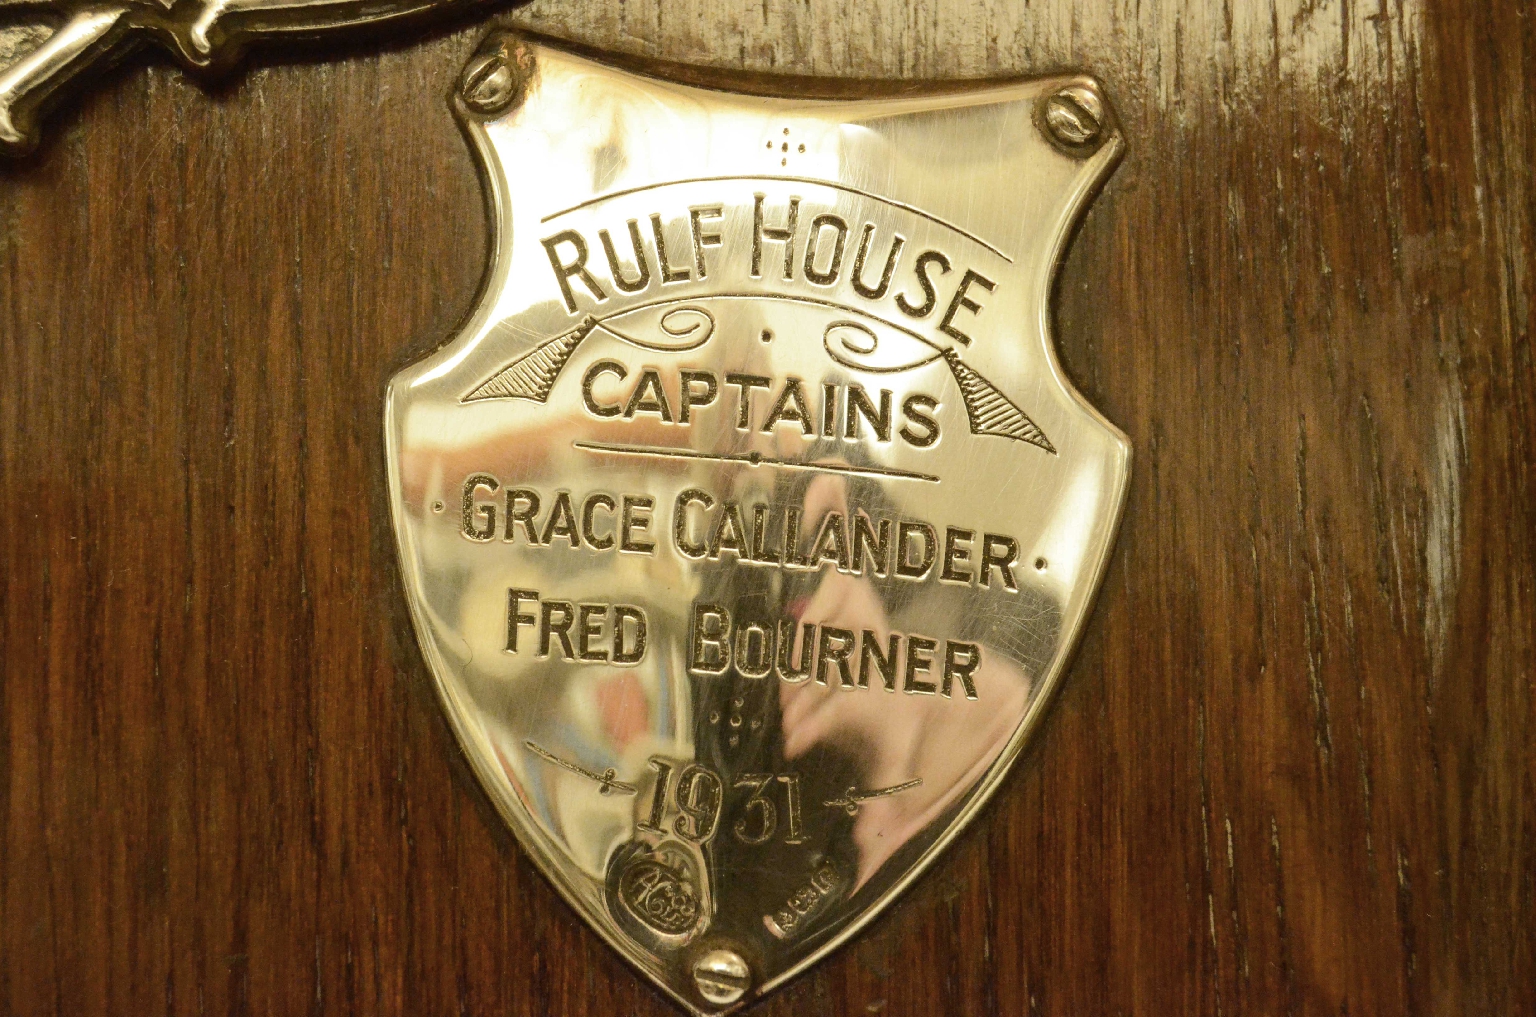 RULF HOUSE
CAPTAINS
GRACE CALLANDER
FRED BOURNER
1931